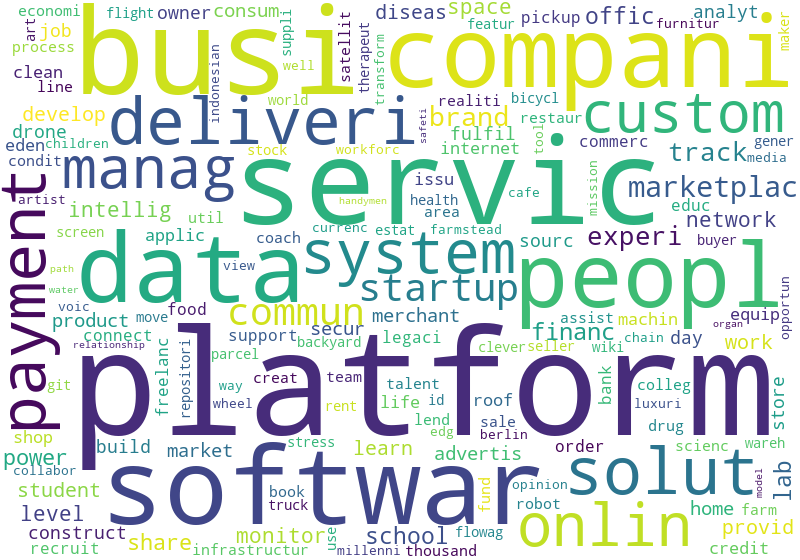 economi
flight
owner
consum
diseas
space
pickup
offic
analyt
art
job
process
suppli
well
satellit
therapeut
transform
featur
furnitur
maker
busi
compani
clean
line
indonesian
world
realiti
bicycl
restaur
develop
deliveri
brand
custom
drone
children
safeti
fulfil
internet
tool
commerc
gener
media
eden
condit
stock
workforc
track
artist
manag
servic
issu
mission
educ
marketplac
intellig
util
handymen
health
area
cafe
network
screen
applic
coach
currenc
estat
farmstead
sourc
experi
buyer
payment
data
view
system
peopl
opportun
path
water
voic
move
food
startup
product
commun
merchant
assist
machin
equip
connect
support
secur
legaci
financ
organ
day
relationship
backyard
clever
seller
wiki
chain
work
parcel
platform
git
freelanc
repositori
way
creat
team
talent
roof
bank
colleg
luxuri
store
wheel
rent
life
id
lend
sale
drug
shop
edg
berlin
scienc
wareh
power
build
market
stress
learn
advertis
order
model
collabor
softwar
solut
lab
student
book
truck
fund
opinion
robot
home
farm
level
construct
share
monitor
use
school
flowag
onlin
provid
recruit
infrastructur
millenni
thousand
credit